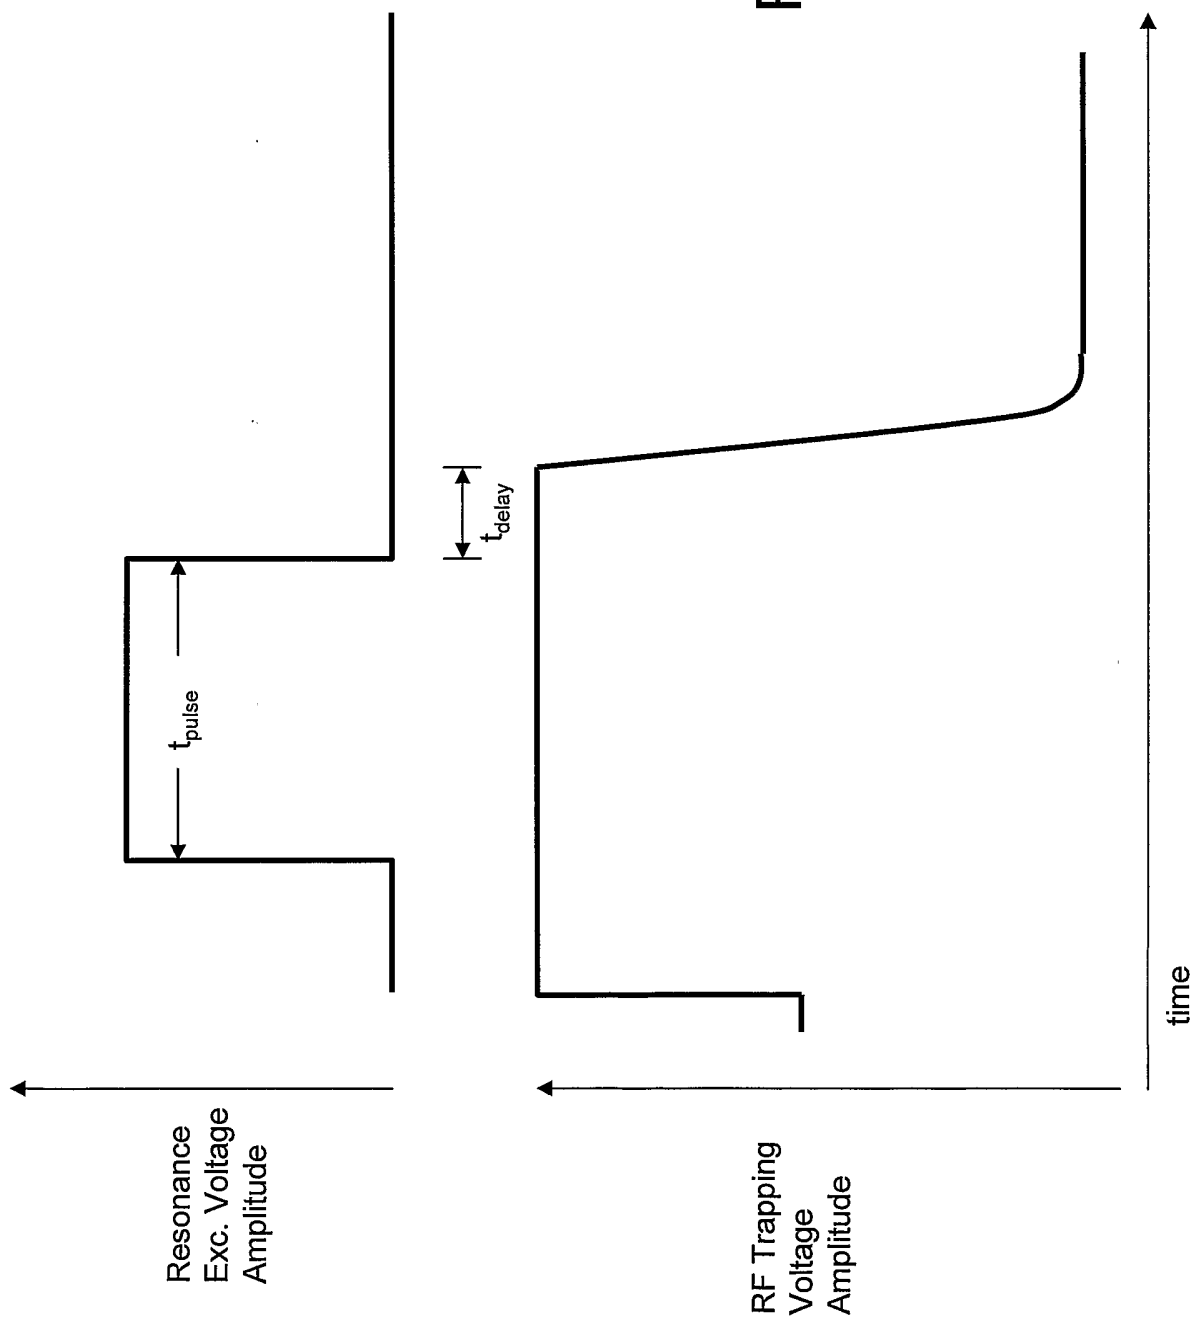 Resonance
Exc. Voltage
Amplitude
t_pulse
t_delay
RF Trapping
Voltage
Amplitude
time